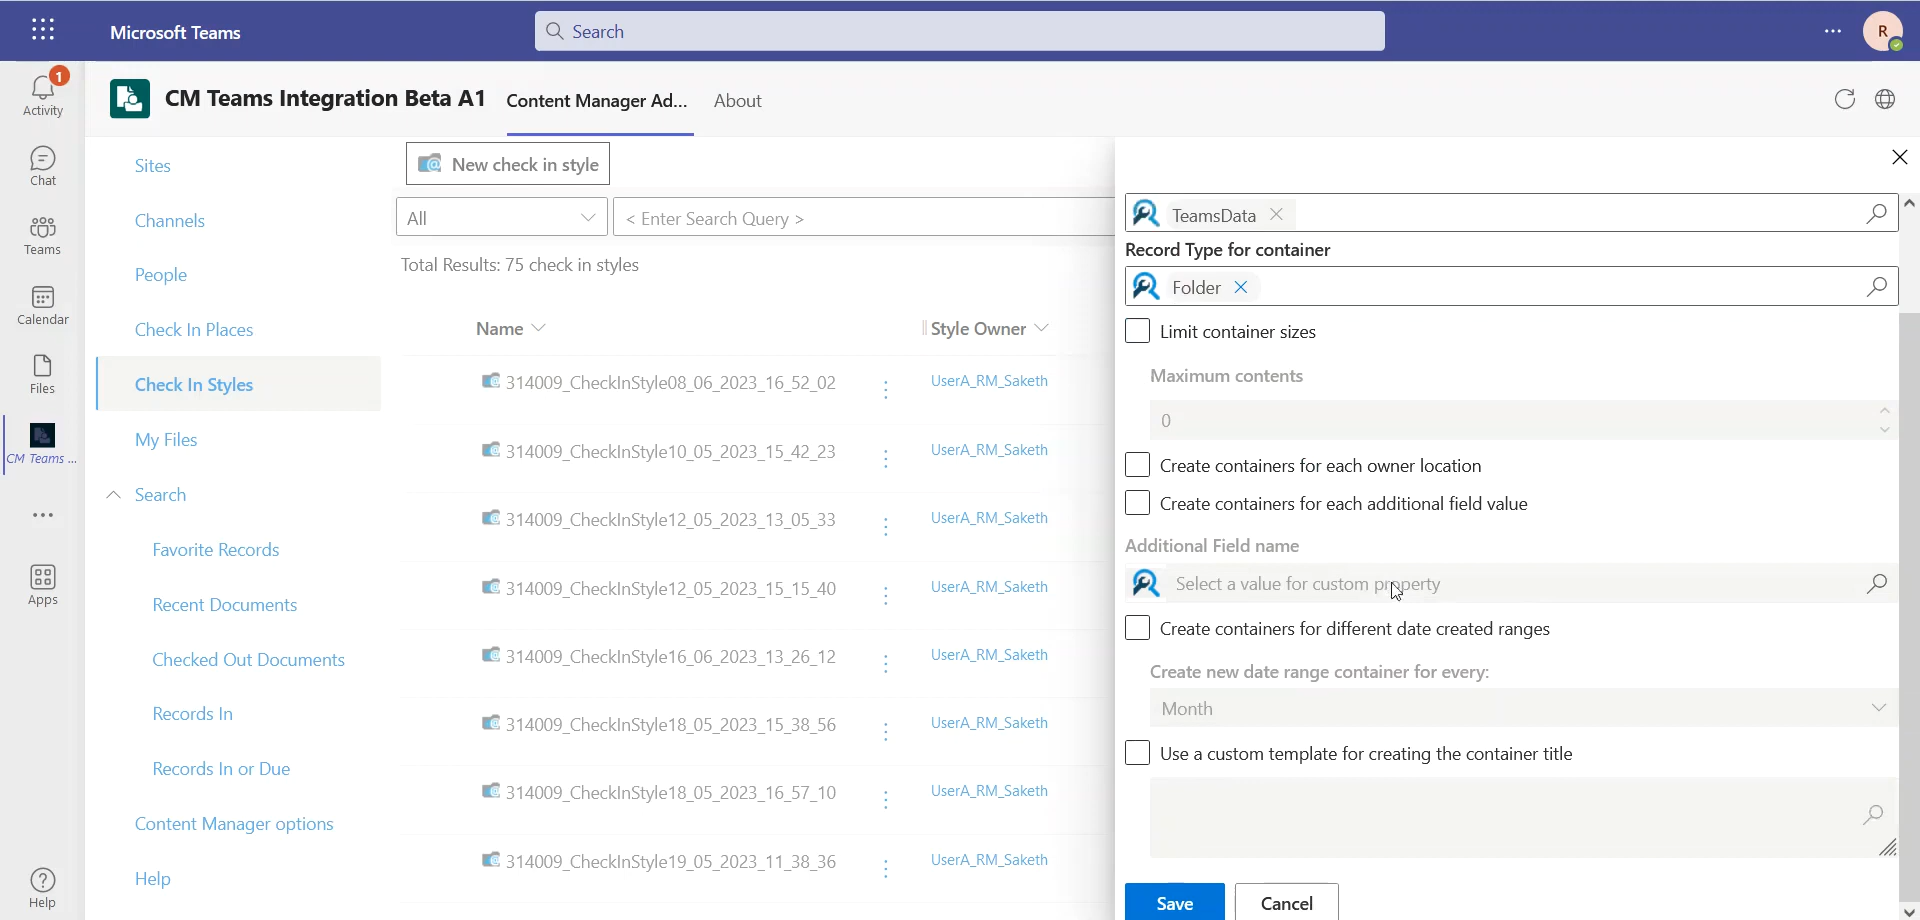 Microsoft Teams
Search
R
1
Activity
Chat
Teams
Calendar
Files
CM Teams ...
Apps
Help
CM Teams Integration Beta A1
Content Manager Ad...
About
Sites
Channels
People
Check In Places
Check In Styles
My Files
Search
Favorite Records
Recent Documents
Checked Out Documents
Records In
Records In or Due
Content Manager options
Help
New check in style
All
< Enter Search Query >
Total Results: 75 check in styles
Name
Style Owner
314009_CheckInStyle08_06_2023_16_52_02
UserA_RM_Saketh
314009_CheckInStyle10_05_2023_15_42_23
UserA_RM_Saketh
314009_CheckInStyle12_05_2023_13_05_33
UserA_RM_Saketh
314009_CheckInStyle12_05_2023_15_15_40
UserA_RM_Saketh
314009_CheckInStyle16_06_2023_13_26_12
UserA_RM_Saketh
314009_CheckInStyle18_05_2023_15_38_56
UserA_RM_Saketh
314009_CheckInStyle18_05_2023_16_57_10
UserA_RM_Saketh
314009_CheckInStyle19_05_2023_11_38_36
UserA_RM_Saketh
TeamsData
Record Type for container
Folder
Limit container sizes
Maximum contents
0
Create containers for each owner location
Create containers for each additional field value
Additional Field name
Select a value for custom property
Create containers for different date created ranges
Create new date range container for every:
Month
Use a custom template for creating the container title
Save
Cancel